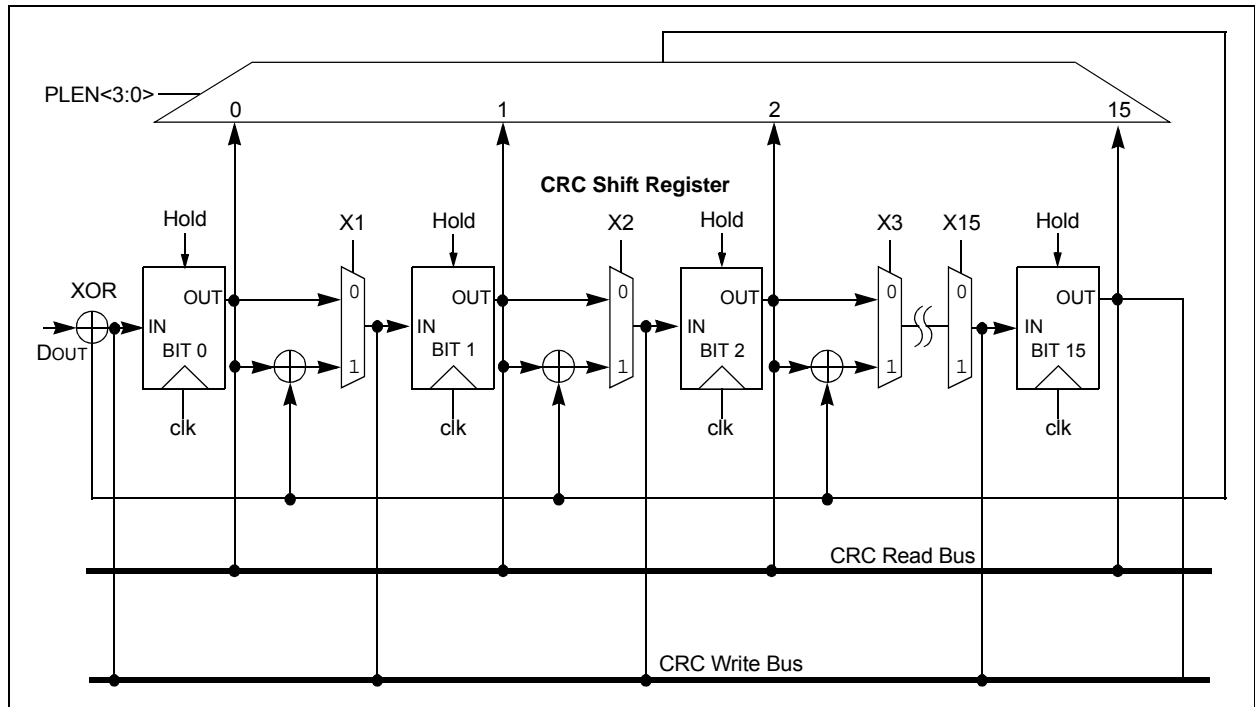 PLEN<3:0>
0 1 2 15
CRC Shift Register
Hold X1 Hold X2 Hold X3 X15 Hold
XOR
OUT 0 OUT 0 OUT 0 0 OUT
IN IN IN IN
DOUT
BIT 0 1 BIT 1 1 BIT 2 1 1 BIT 15
clk clk clk clk
CRC Read Bus
CRC Write Bus